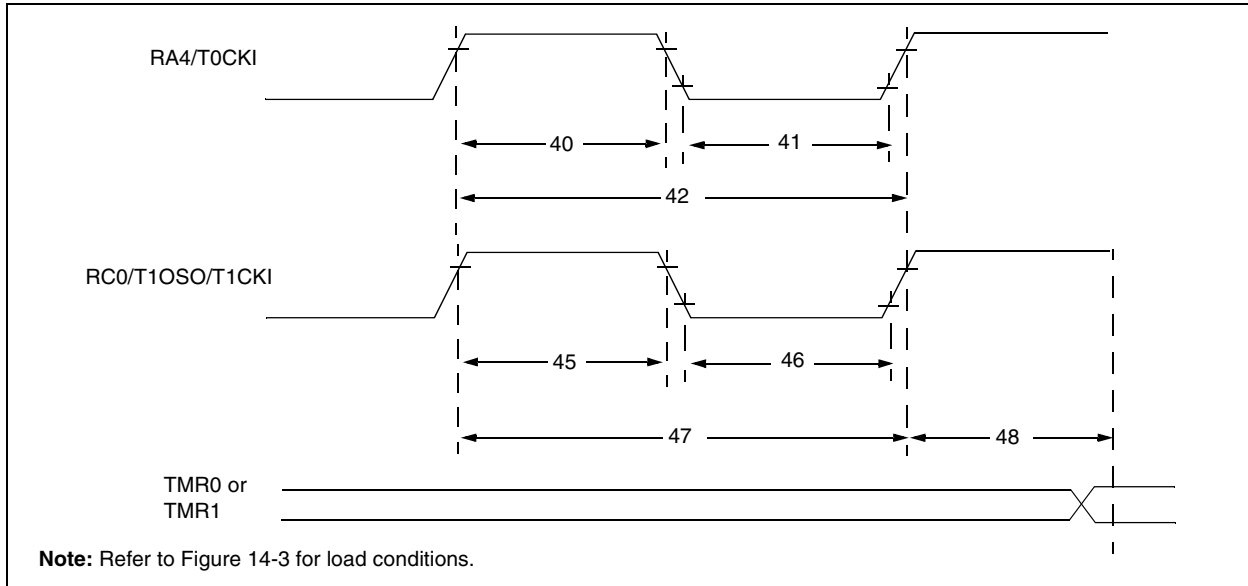 RA4/T0CKI
40
41
42
RC0/T1OSO/T1CKI
45
46
47
48
TMR0 or
TMR1
Note: Refer to Figure 14-3 for load conditions.